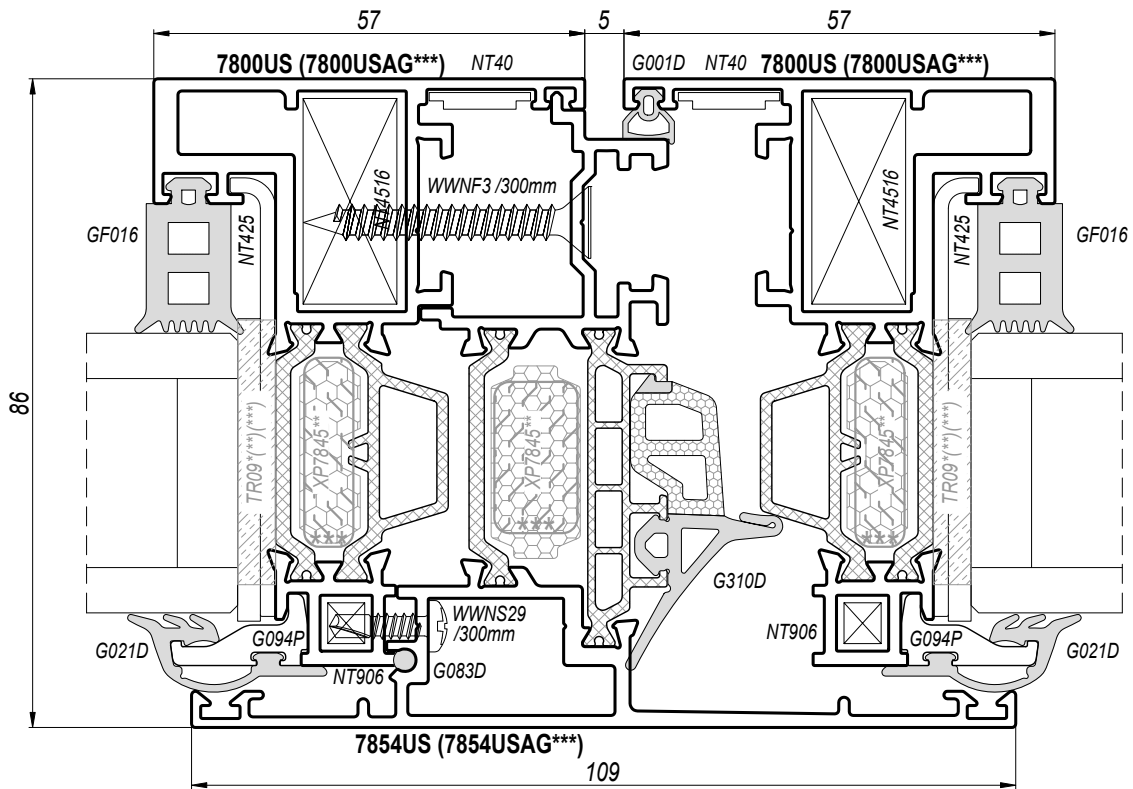 57
5
57
7800US (7800USAG***)
NT40
G001D
NT40
7800US (7800USAG***)
WWNF3 /300mm
NT4516
NT4516
GF016
NT425
NT425
GF016
86
TR09*(**)(***)
XP7845**
***
XP7845**
***
XP7845**
***
TR09*(**)(***)
G310D
WWNS29
/300mm
NT906
G021D
G094P
G094P
G021D
NT906
G083D
7854US (7854USAG***)
109